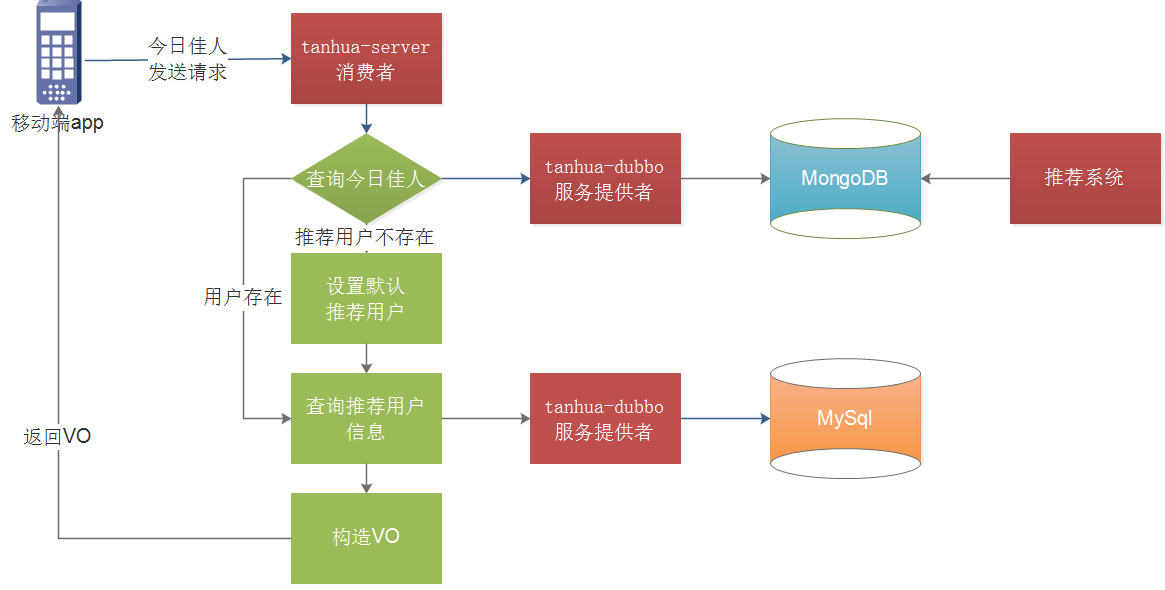 今日佳人
发送请求
tanhua-server
消费者
移动端app
查询今日佳人
tanhua-dubbo
服务提供者
MongoDB
推荐系统
推荐用户不存在
用户存在
设置默认
推荐用户
查询推荐用户
信息
tanhua-dubbo
服务提供者
MySql
返回VO
构造VO